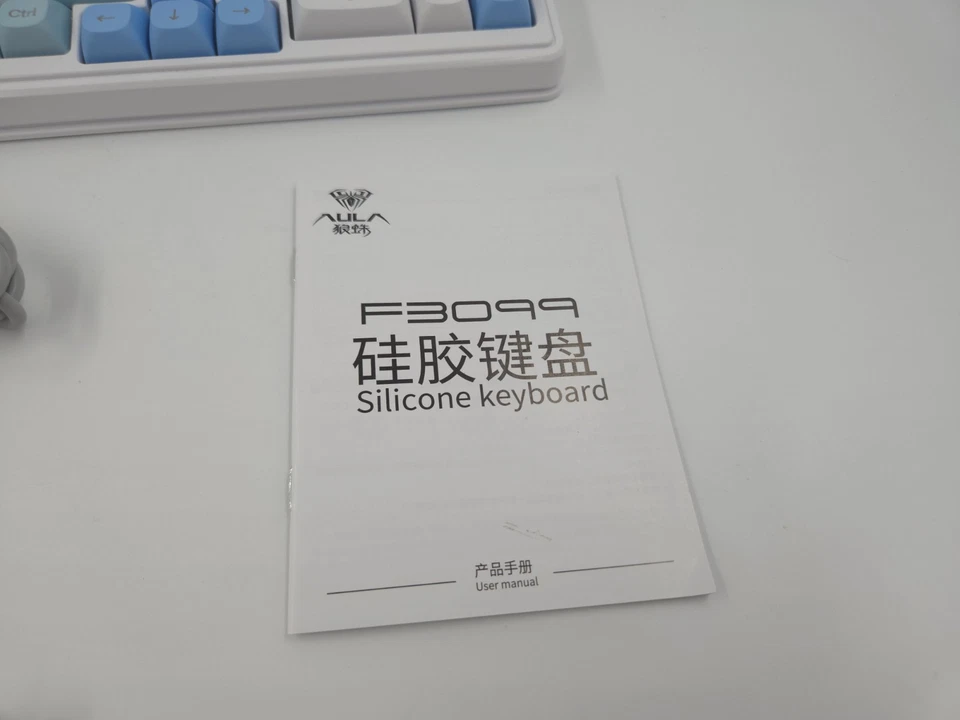 Ctrl
← ↓ →
AULA
狼蛛
F3099
硅胶键盘
Silicone keyboard
产品手册
User manual